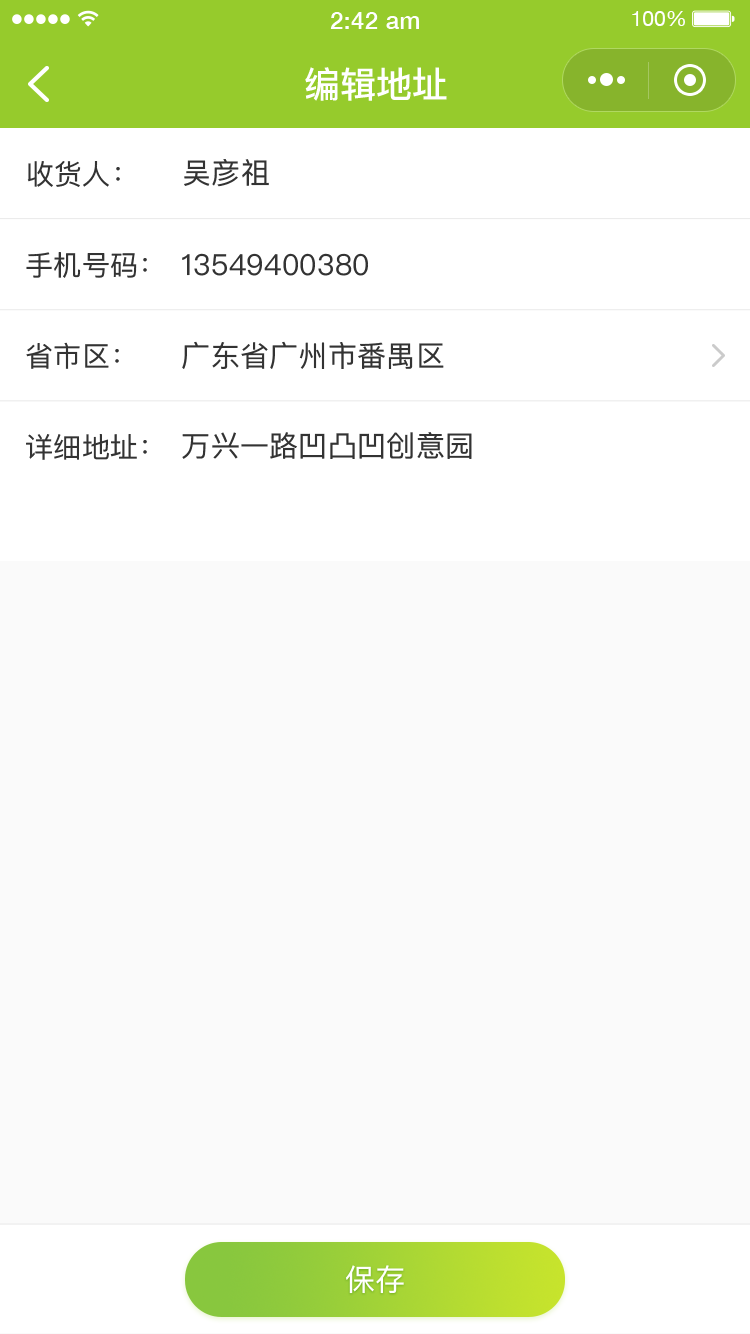 2:42 am 100%
编辑地址
收货人： 吴彦祖
手机号码： 13549400380
省市区： 广东省广州市番禺区
详细地址： 万兴一路凹凸凹创意园
保存